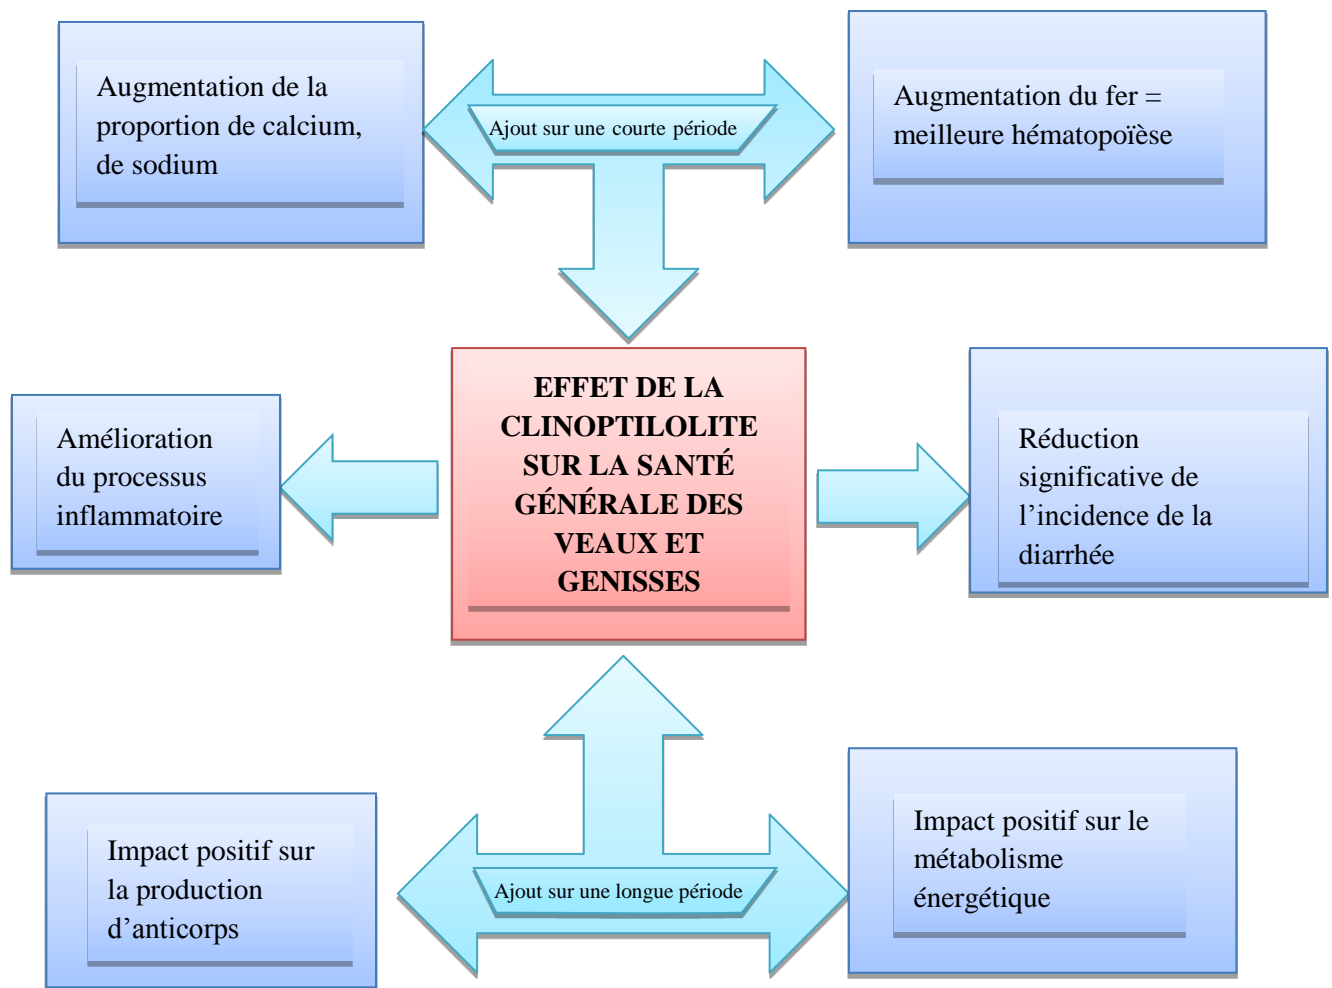 Augmentation de la
proportion de calcium,
de sodium
Ajout sur une courte période
Augmentation du fer =
meilleure hématopoïèse
EFFET DE LA
CLINOPTILOLITE
SUR LA SANTÉ
GÉNÉRALE DES
VEAUX ET
GENISSES
Amélioration
du processus
inflammatoire
Réduction
significative de
l’incidence de la
diarrhée
Impact positif sur
la production
d’anticorps
Ajout sur une longue période
Impact positif sur le
métabolisme
énergétique